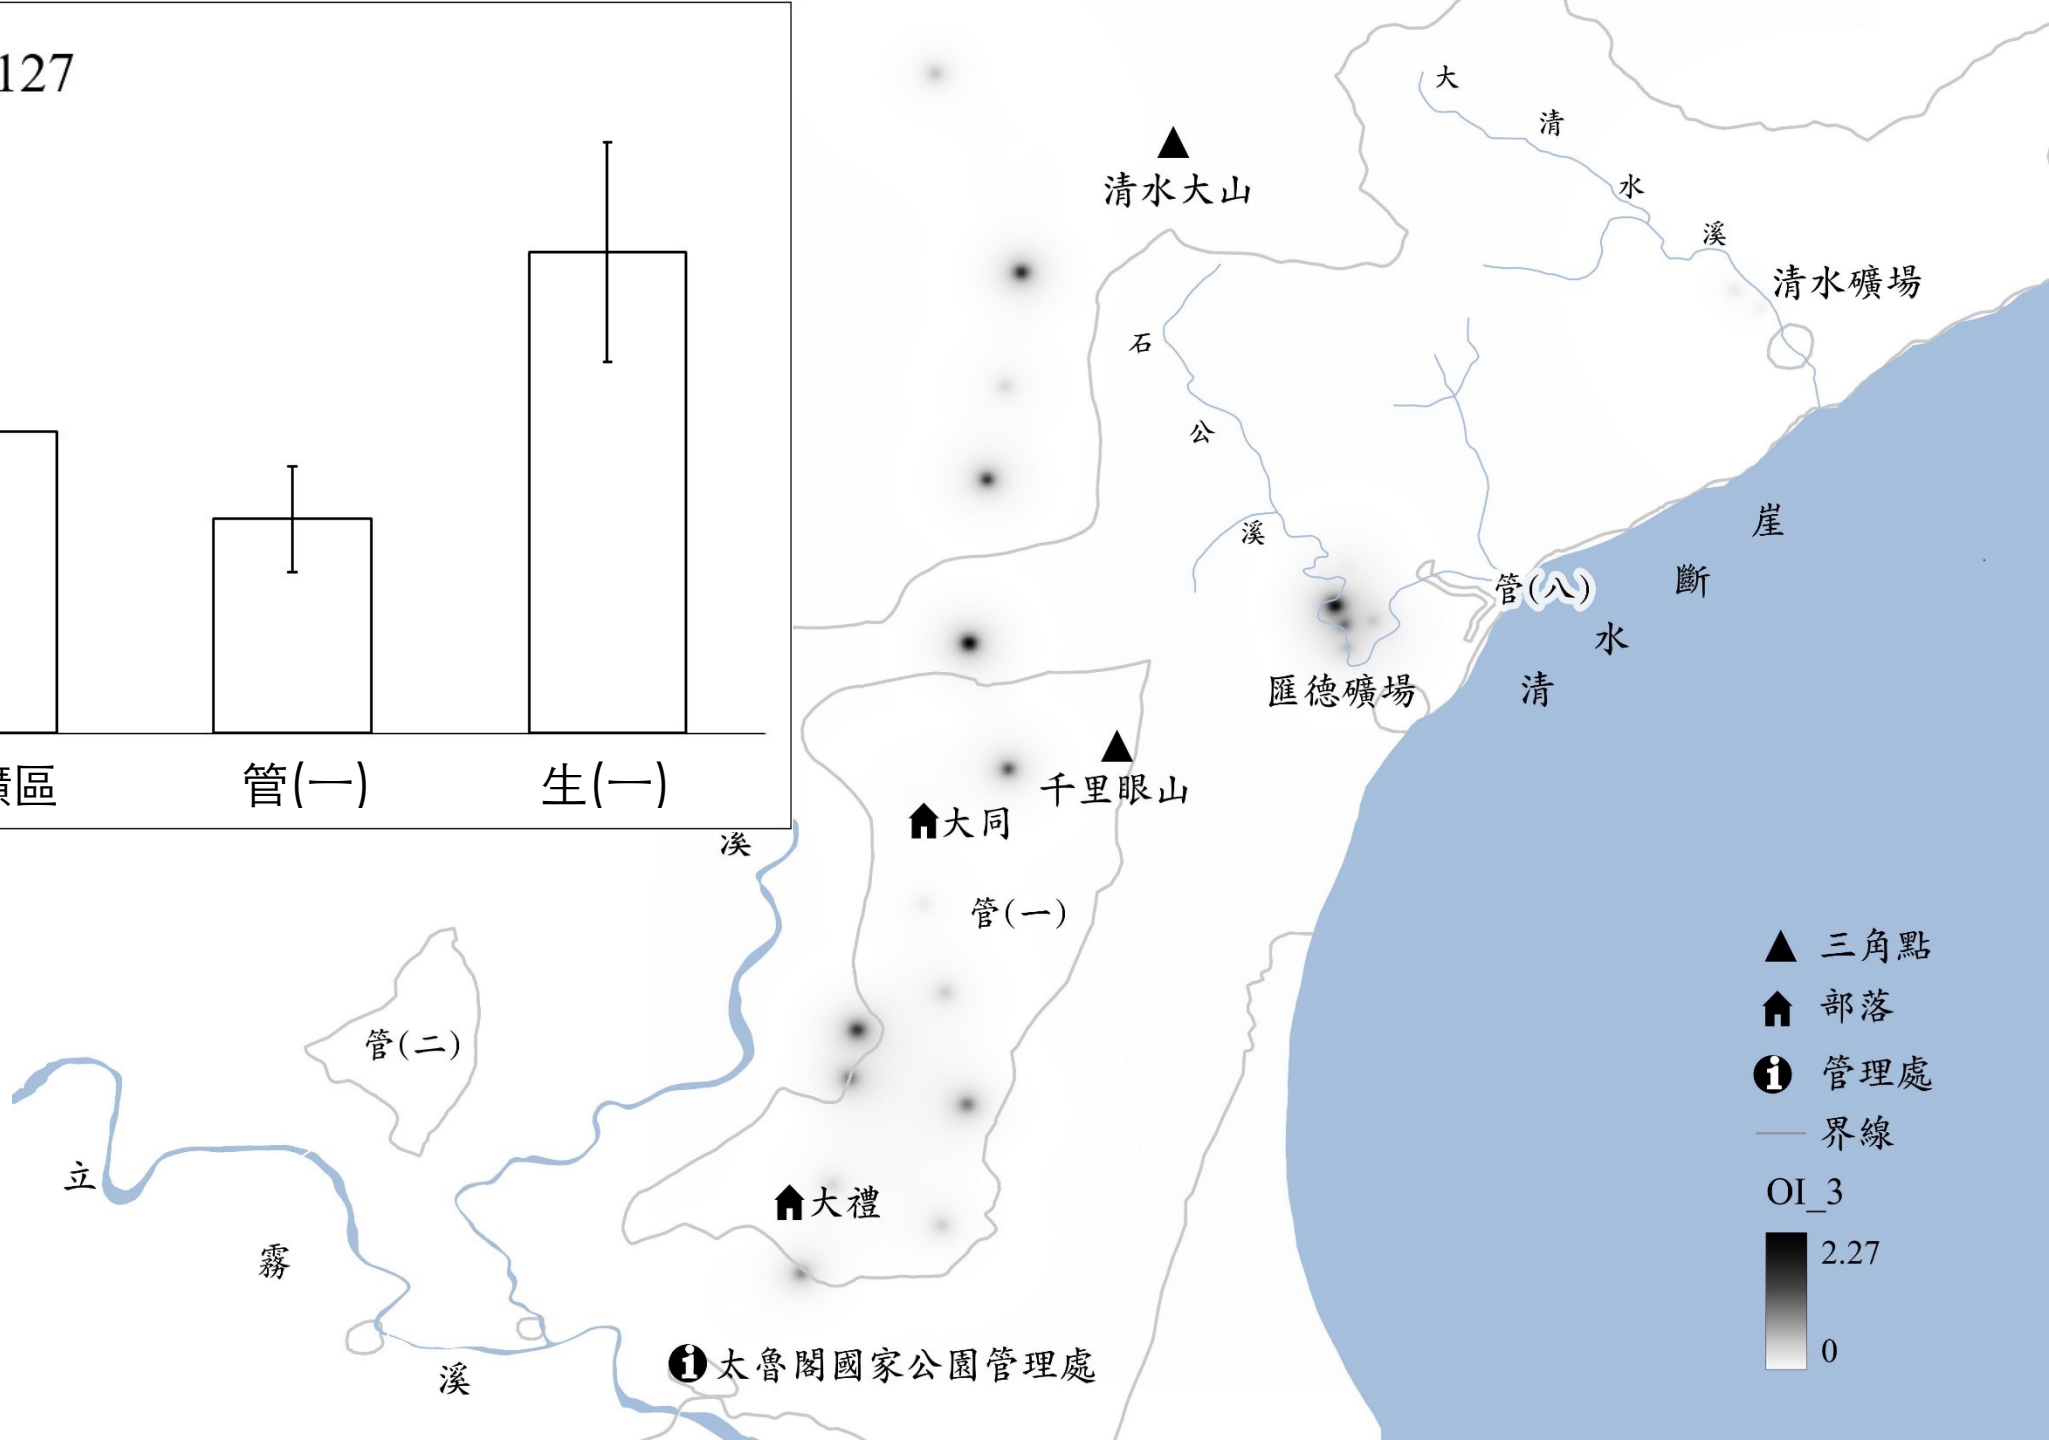 127
管(一)
生(一)
區
清水大山
大清水溪
清水礦場
石公溪
管(八)
清水斷崖
匯德礦場
千里眼山
大同
管(一)
溪
管(二)
大禮
立霧溪
太魯閣國家公園管理處
三角點
部落
管理處
界線
OI_3
2.27
0